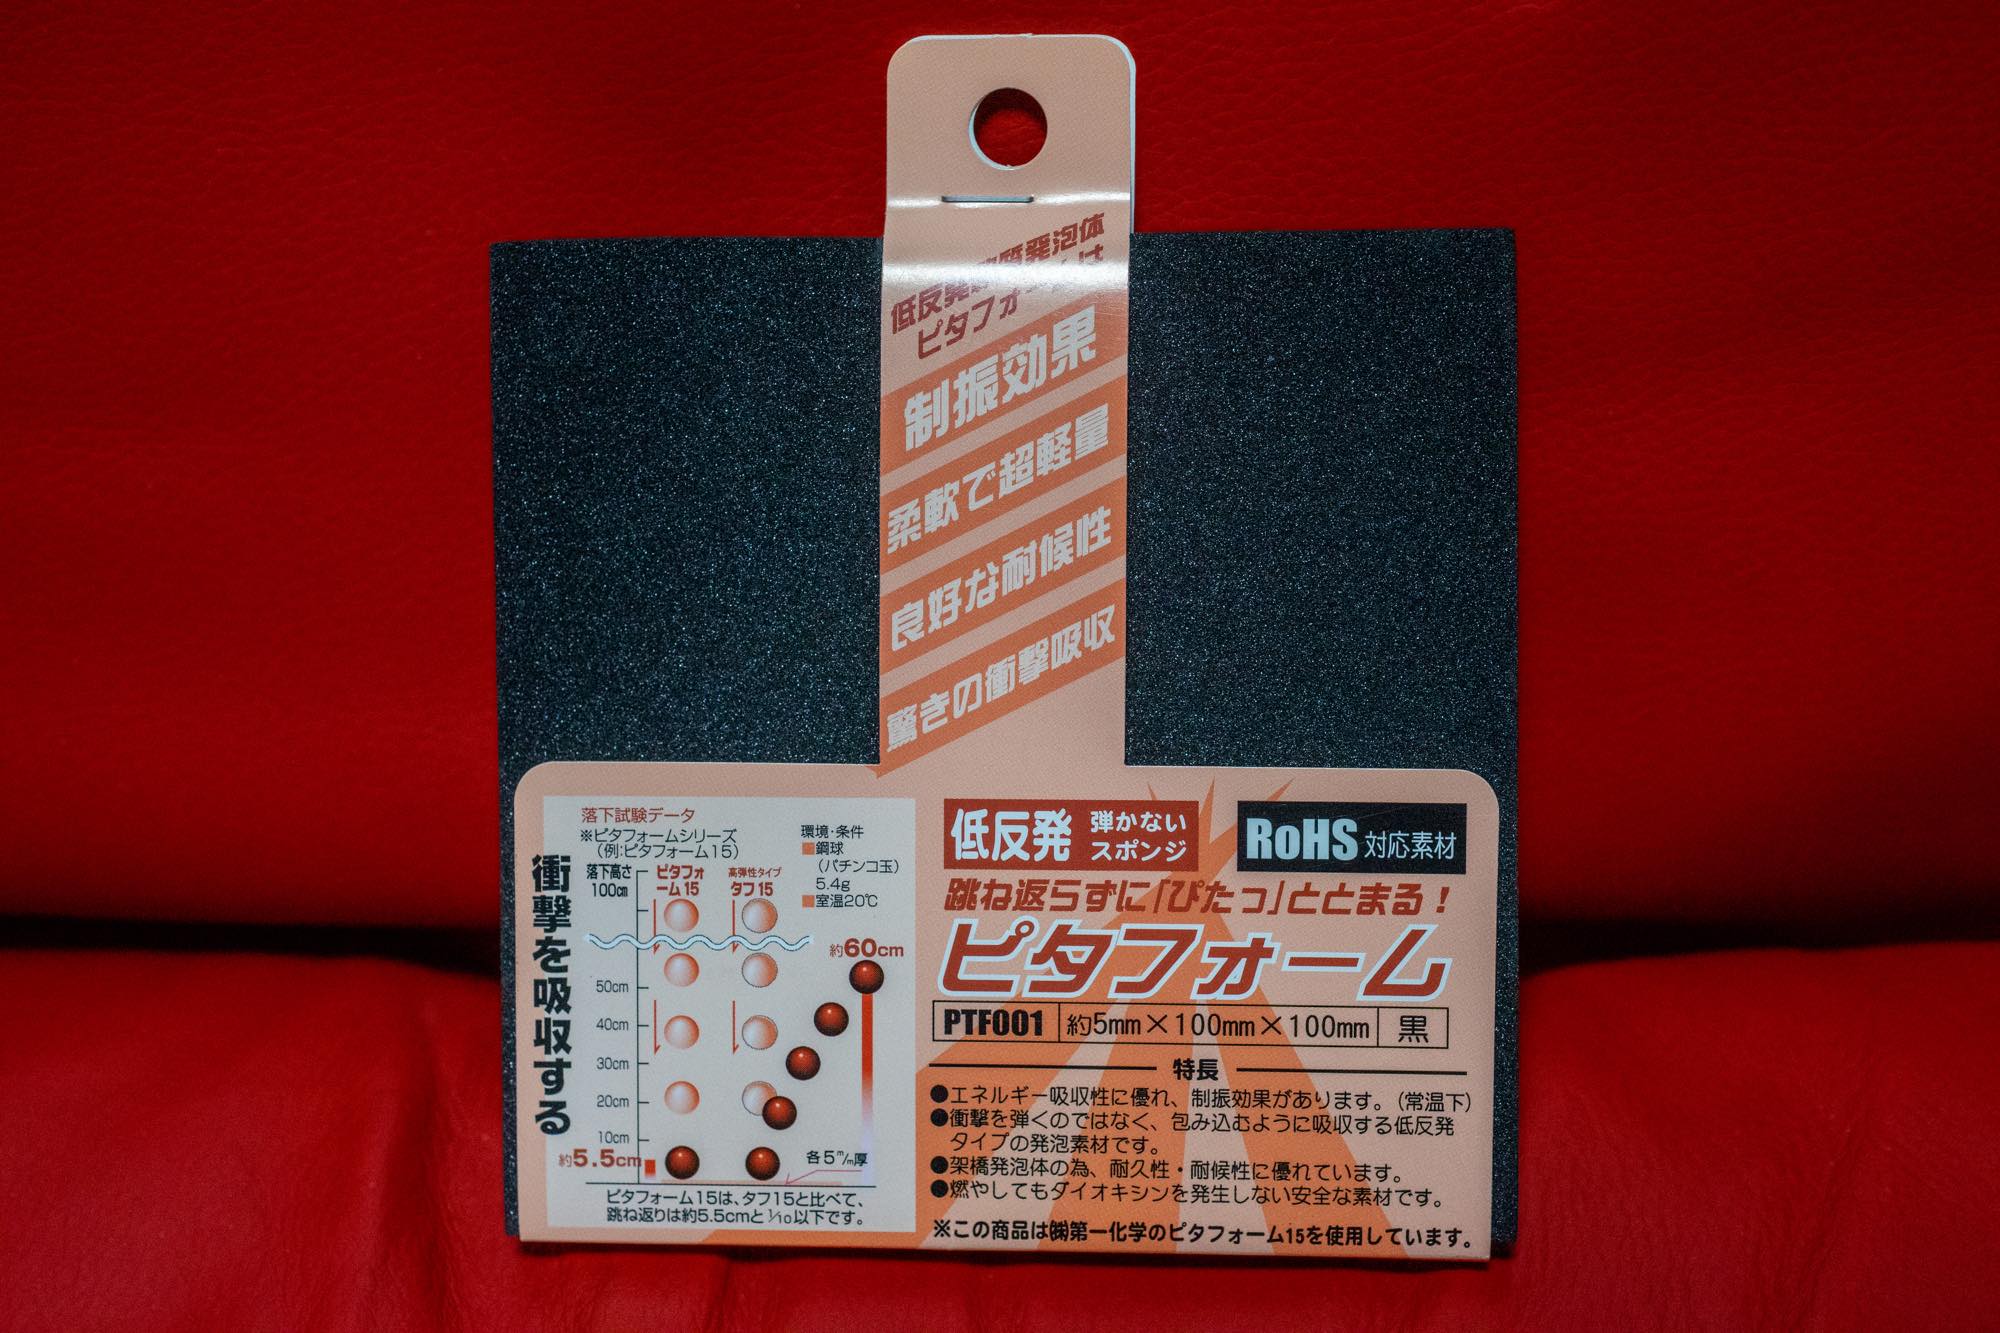 低反発軟質発泡体
ピタフォームは
制振効果
柔軟で超軽量
良好な耐候性
驚きの衝撃吸収
衝撃を吸収する
落下試験データ
※ピタフォームシリーズ
(例:ピタフォーム15)
環境・条件
■鋼球
(パチンコ玉)
5.4g
■室温20℃
落下高さ
100cm
ピタフォ
ーム15
高弾性タイプ
タフ15
約60cm
50cm
40cm
30cm
20cm
10cm
約5.5cm
各5m/m厚
ピタフォーム15は、タフ15と比べて、
跳ね返りは約5.5cmと1/10以下です。
低反発 弾かない
スポンジ
RoHS対応素材
跳ね返らずに「ぴたっ」ととまる!
ピタフォーム
PTF001 約5mm×100mm×100mm 黒
特長
●エネルギー吸収性に優れ、制振効果があります。(常温下)
●衝撃を弾くのではなく、包み込むように吸収する低反発
タイプの発泡素材です。
●架橋発泡体の為、耐久性・耐候性に優れています。
●燃やしてもダイオキシンを発生しない安全な素材です。
※この商品は㈱第一化学のピタフォーム15を使用しています。